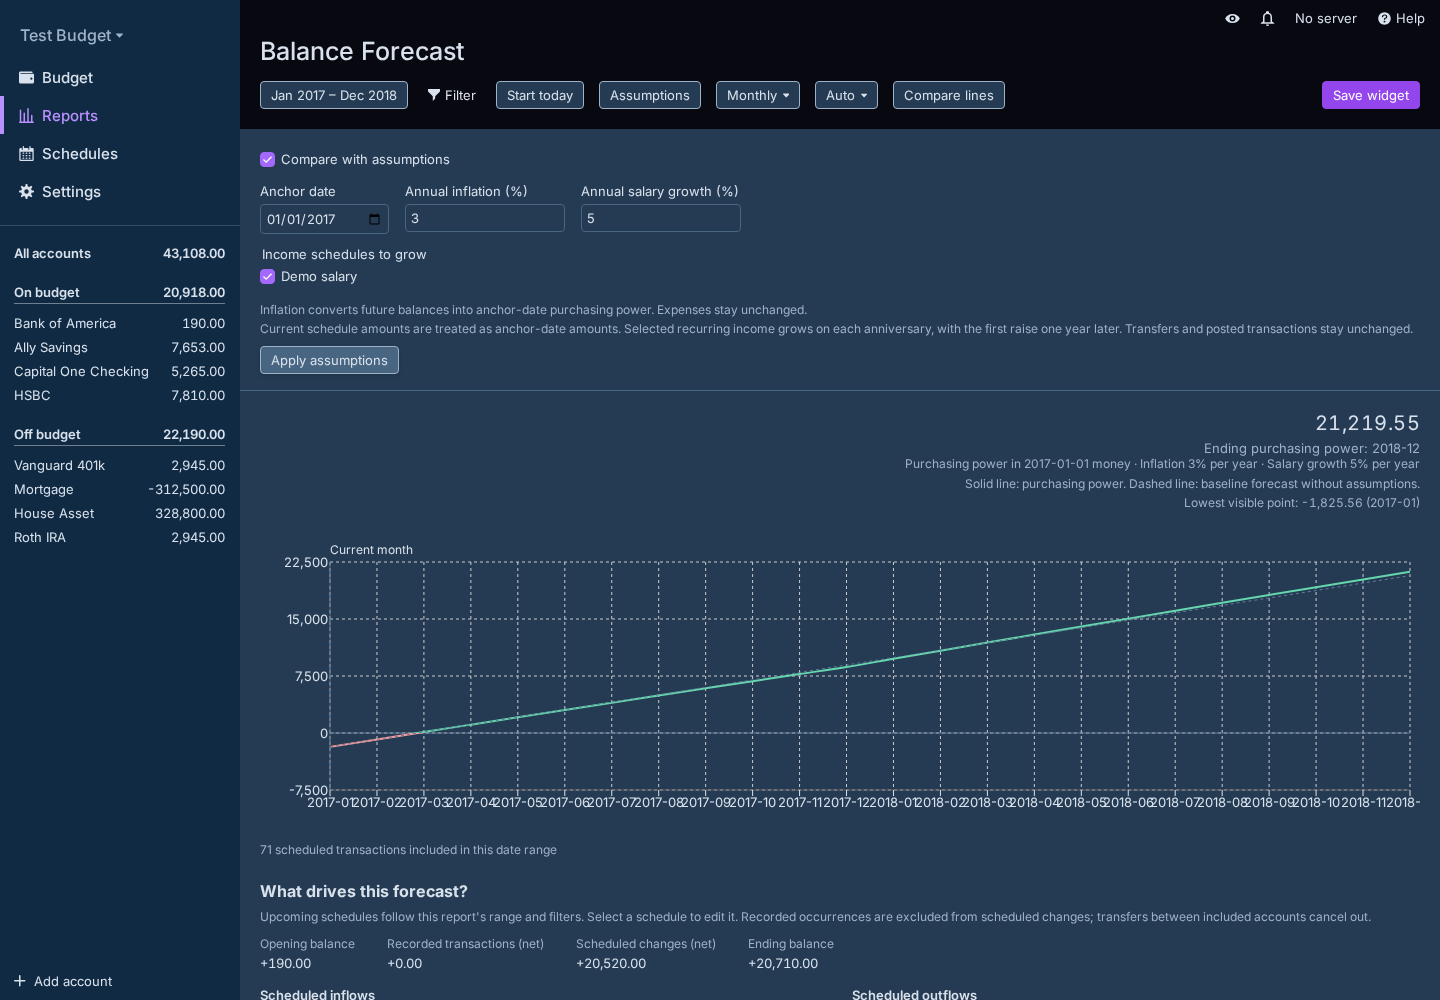 Test Budget
Budget
Reports
Schedules
Settings
All accounts 43,108.00
On budget 20,918.00
Bank of America 190.00
Ally Savings 7,653.00
Capital One Checking 5,265.00
HSBC 7,810.00
Off budget 22,190.00
Vanguard 401k 2,945.00
Mortgage -312,500.00
House Asset 328,800.00
Roth IRA 2,945.00
Add account
No server Help
Balance Forecast
Jan 2017 – Dec 2018 Filter Start today Assumptions Monthly Auto Compare lines Save widget
Compare with assumptions
Anchor date Annual inflation (%) Annual salary growth (%)
01/01/2017 3 5
Income schedules to grow
Demo salary
Inflation converts future balances into anchor-date purchasing power. Expenses stay unchanged.
Current schedule amounts are treated as anchor-date amounts. Selected recurring income grows on each anniversary, with the first raise one year later. Transfers and posted transactions stay unchanged.
Apply assumptions
21,219.55
Ending purchasing power: 2018-12
Purchasing power in 2017-01-01 money · Inflation 3% per year · Salary growth 5% per year
Solid line: purchasing power. Dashed line: baseline forecast without assumptions.
Lowest visible point: -1,825.56 (2017-01)
Current month
22,500
15,000
7,500
0
-7,500
2017-01 2017-02 2017-03 2017-04 2017-05 2017-06 2017-07 2017-08 2017-09 2017-10 2017-11 2017-12 2018-01 2018-02 2018-03 2018-04 2018-05 2018-06 2018-07 2018-08 2018-09 2018-10 2018-11 2018-
71 scheduled transactions included in this date range
What drives this forecast?
Upcoming schedules follow this report's range and filters. Select a schedule to edit it. Recorded occurrences are excluded from scheduled changes; transfers between included accounts cancel out.
Opening balance Recorded transactions (net) Scheduled changes (net) Ending balance
+190.00 +0.00 +20,520.00 +20,710.00
Scheduled inflows Scheduled outflows